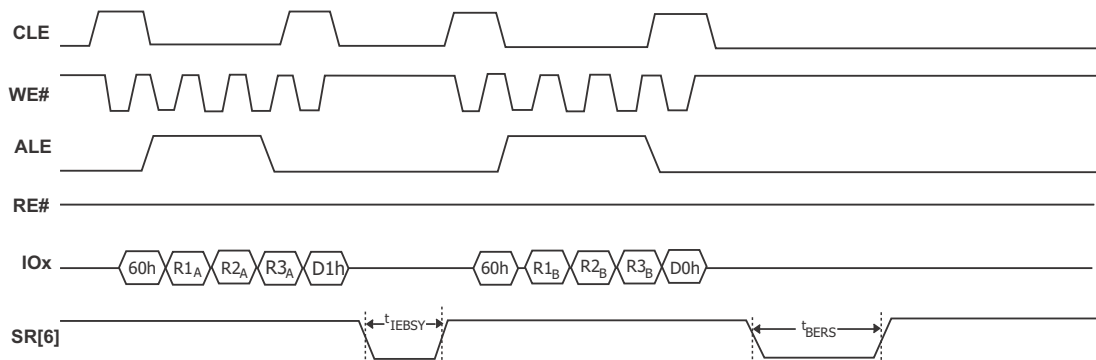 CLE
WE#
ALE
RE#
IOx 60h R1A R2A R3A D1h 60h R1B R2B R3B D0h
SR[6] tIEBSY tBERS